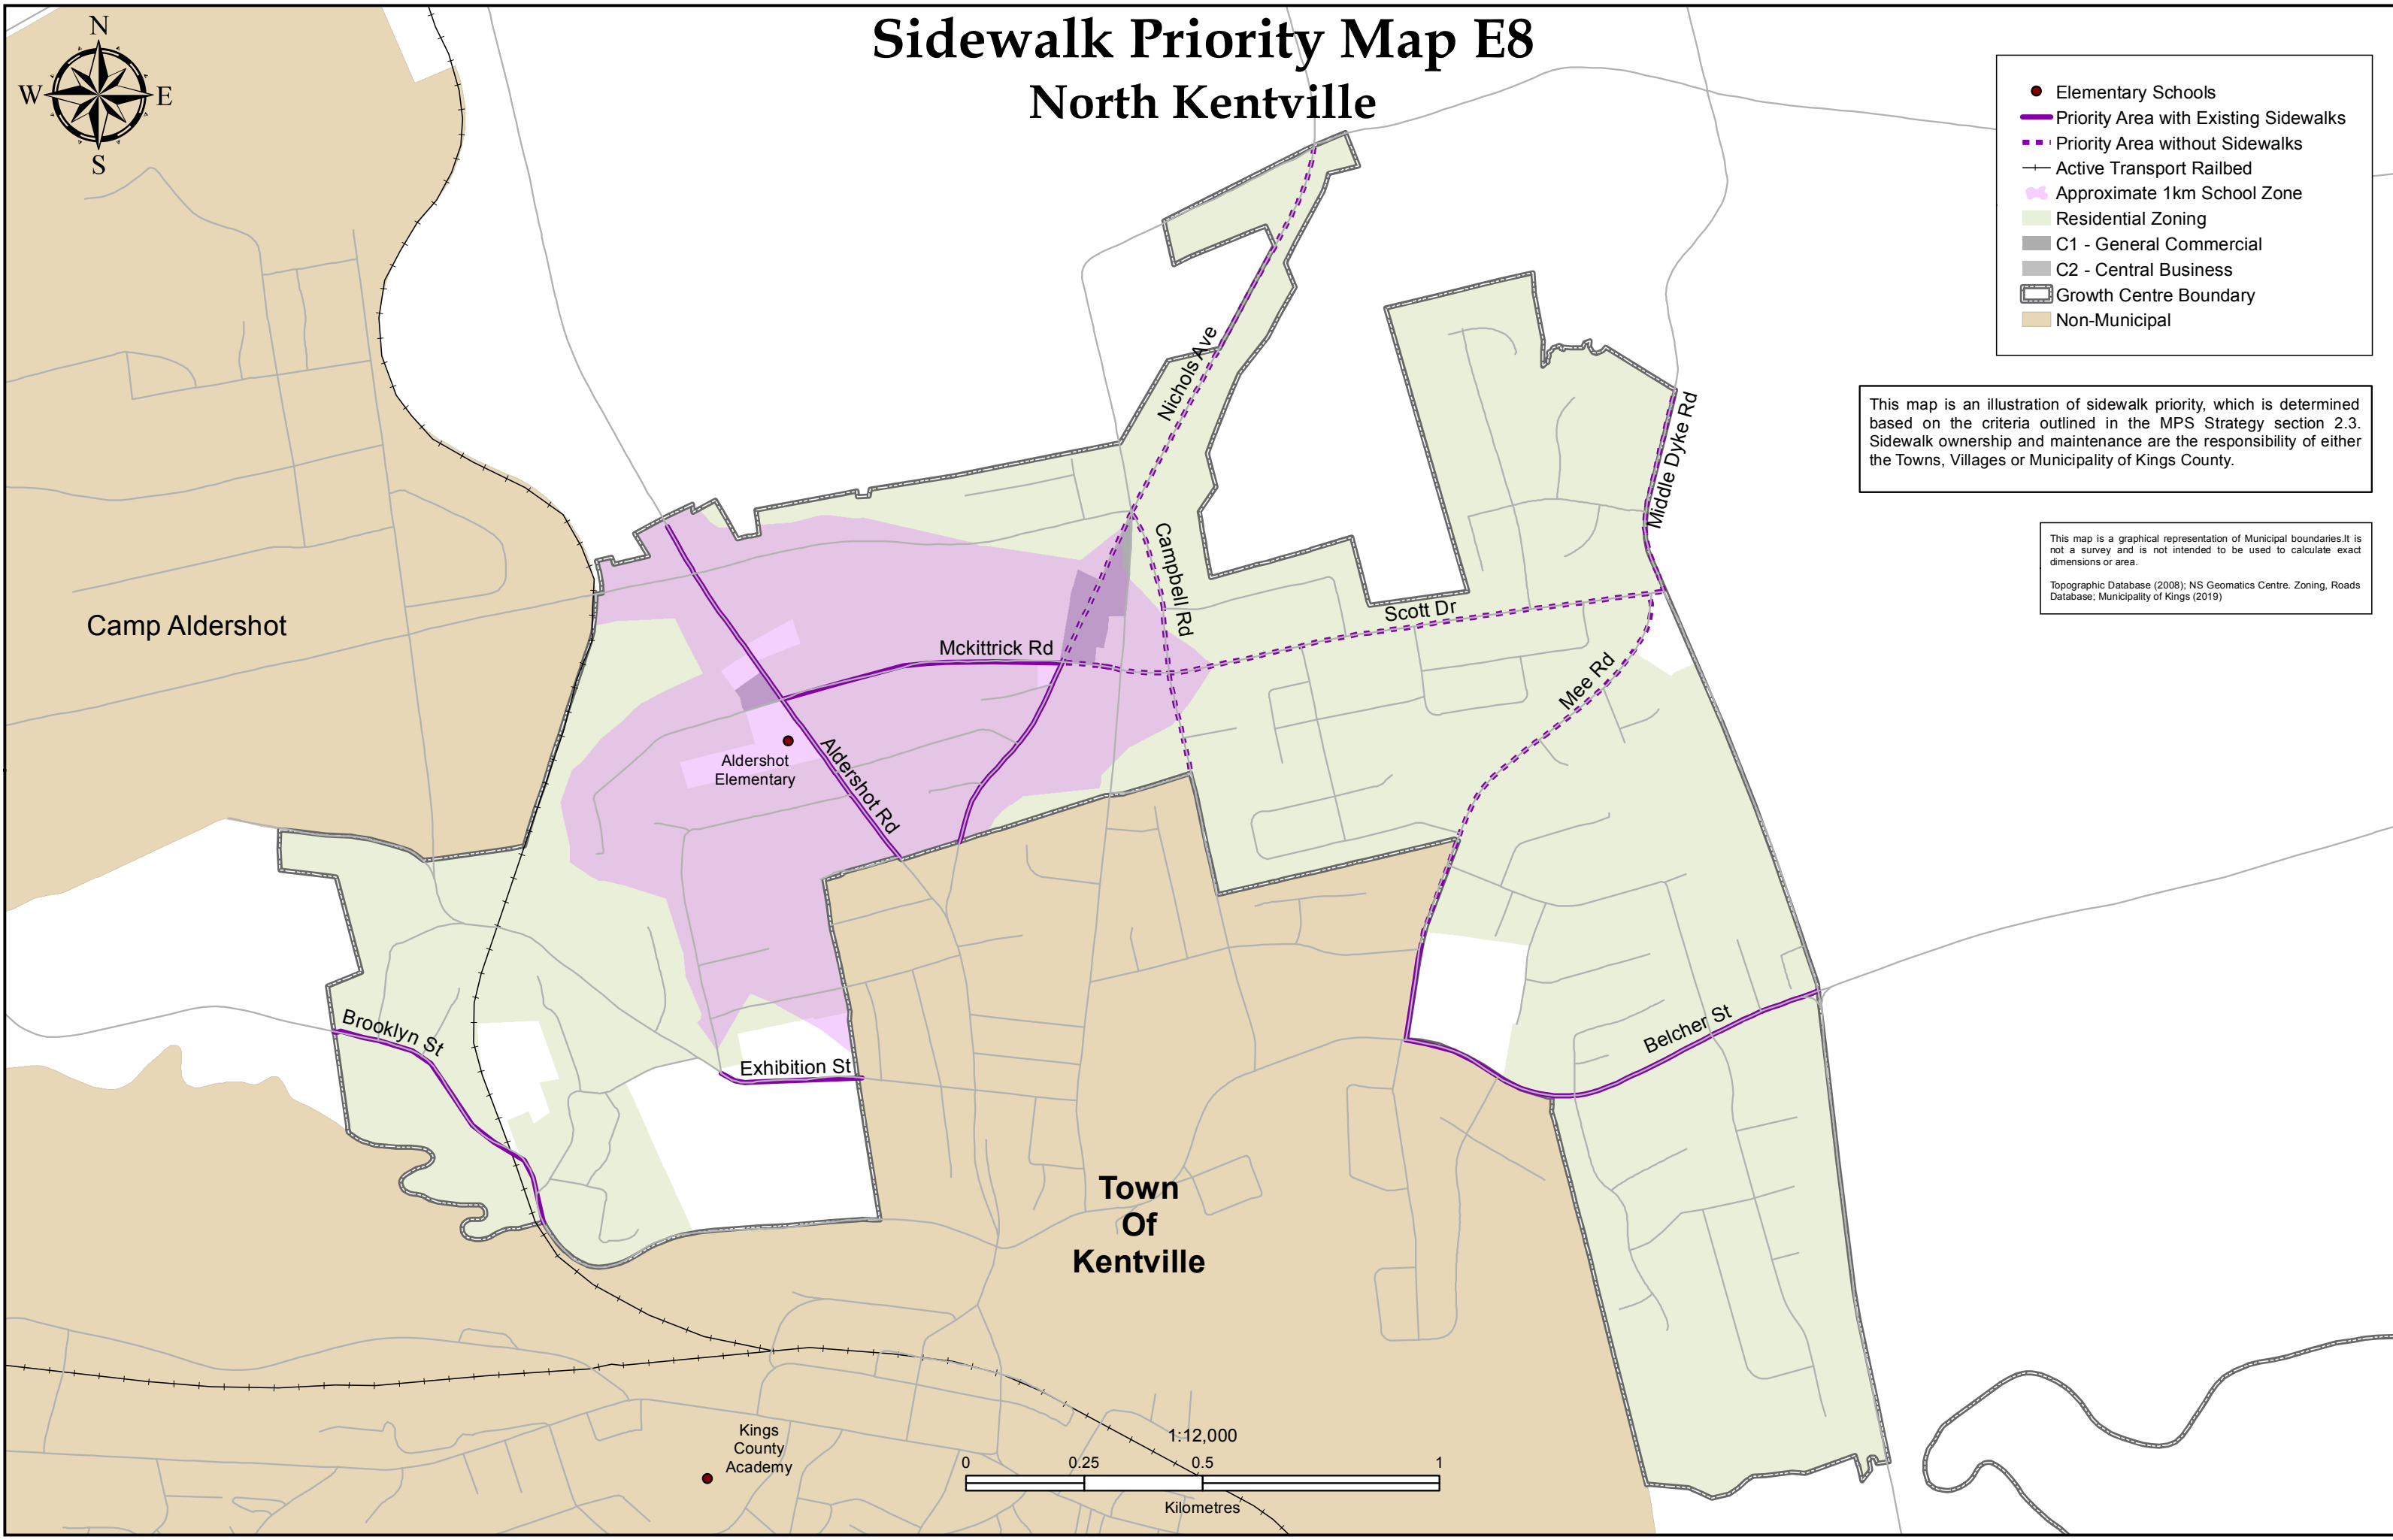 Sidewalk Priority Map E8
North Kentville
N
W
E
S
Elementary Schools
Priority Area with Existing Sidewalks
Priority Area without Sidewalks
Active Transport Railbed
Approximate 1km School Zone
Residential Zoning
C1 - General Commercial
C2 - Central Business
Growth Centre Boundary
Non-Municipal
This map is an illustration of sidewalk priority, which is determined
based on the criteria outlined in the MPS Strategy section 2.3.
Sidewalk ownership and maintenance are the responsibility of either
the Towns, Villages or Municipality of Kings County.
This map is a graphical representation of Municipal boundaries.It is
not a survey and is not intended to be used to calculate exact
dimensions or area.
Topographic Database (2008); NS Geomatics Centre. Zoning, Roads
Database; Municipality of Kings (2019)
Nichols Ave
Middle Dyke Rd
Campbell Rd
Scott Dr
Camp Aldershot
Mckittrick Rd
Mee Rd
Aldershot Rd
Aldershot
Elementary
Brooklyn St
Exhibition St
Belcher St
Town
Of
Kentville
Kings
County
Academy
1:12,000
0
0.25
0.5
1
Kilometres